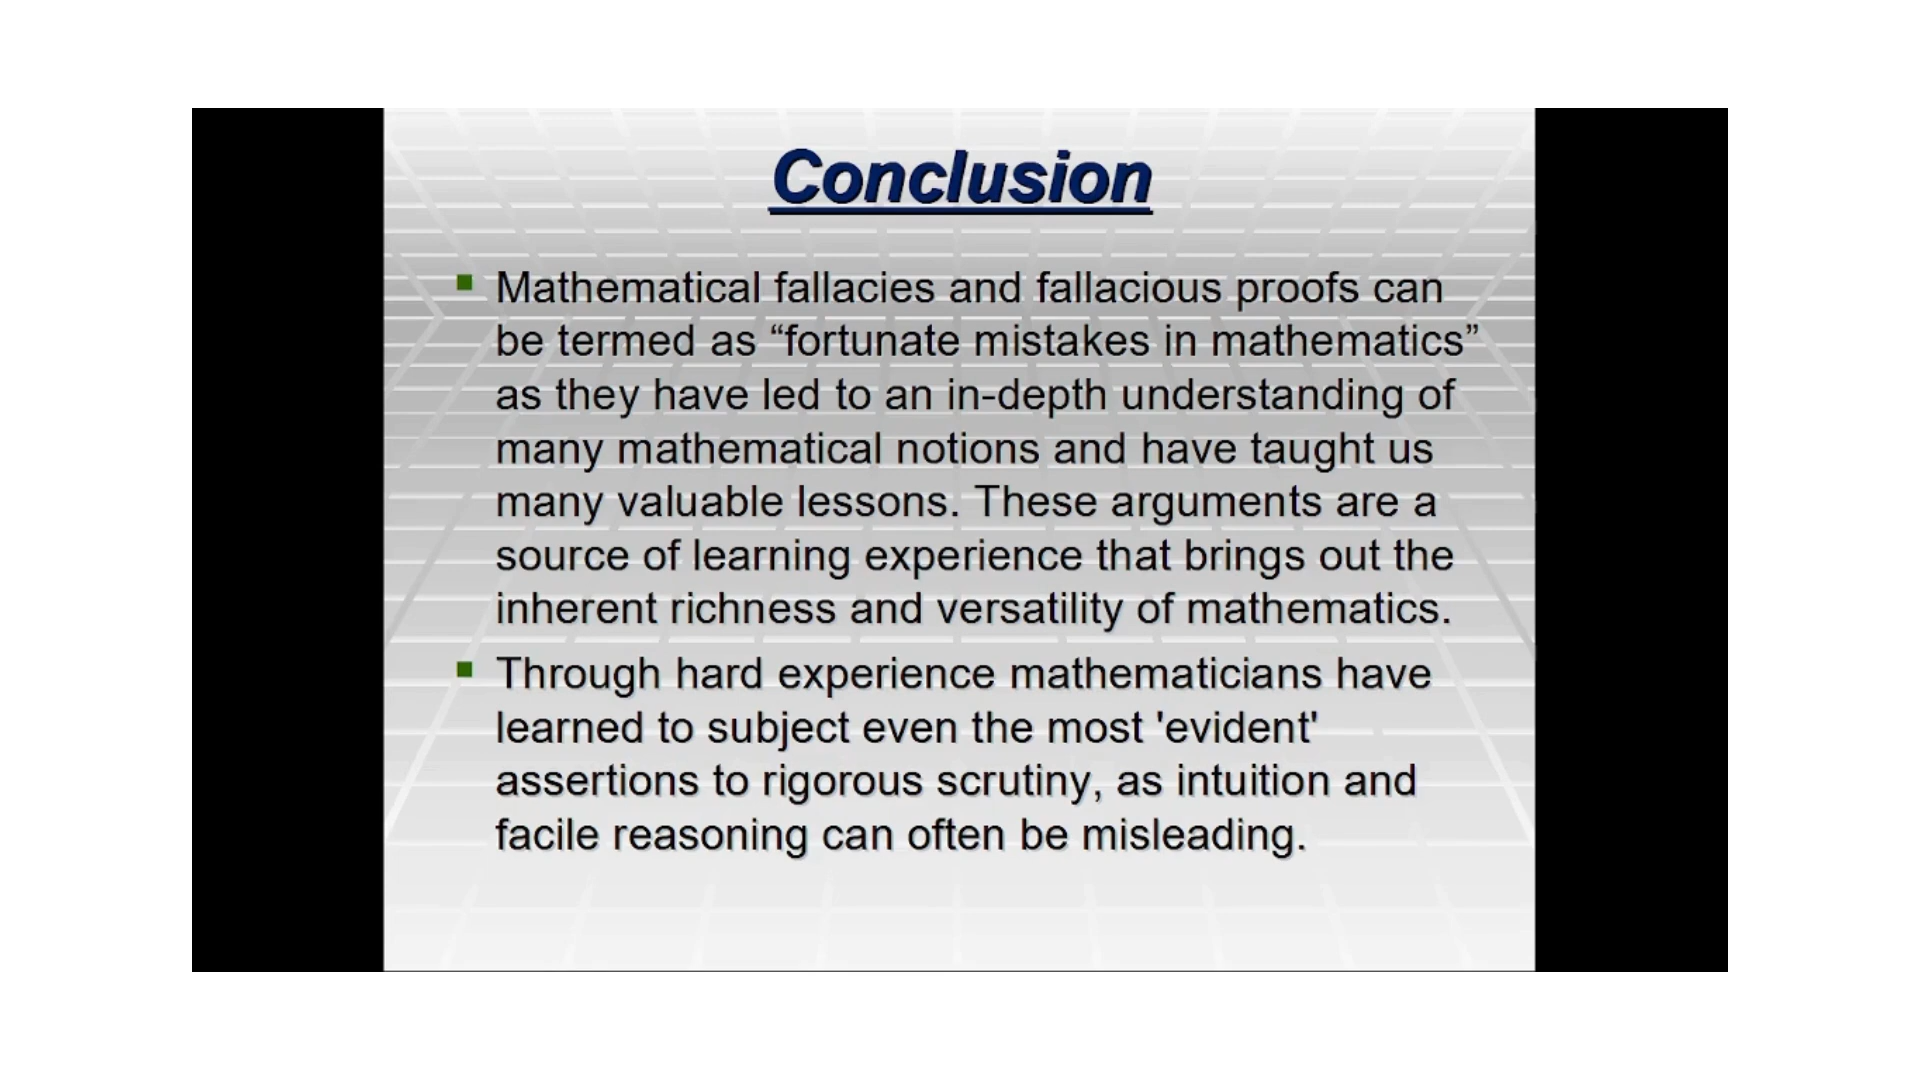 Conclusion
Mathematical fallacies and fallacious proofs can
be termed as “fortunate mistakes in mathematics”
as they have led to an in-depth understanding of
many mathematical notions and have taught us
many valuable lessons. These arguments are a
source of learning experience that brings out the
inherent richness and versatility of mathematics.
Through hard experience mathematicians have
learned to subject even the most 'evident'
assertions to rigorous scrutiny, as intuition and
facile reasoning can often be misleading.